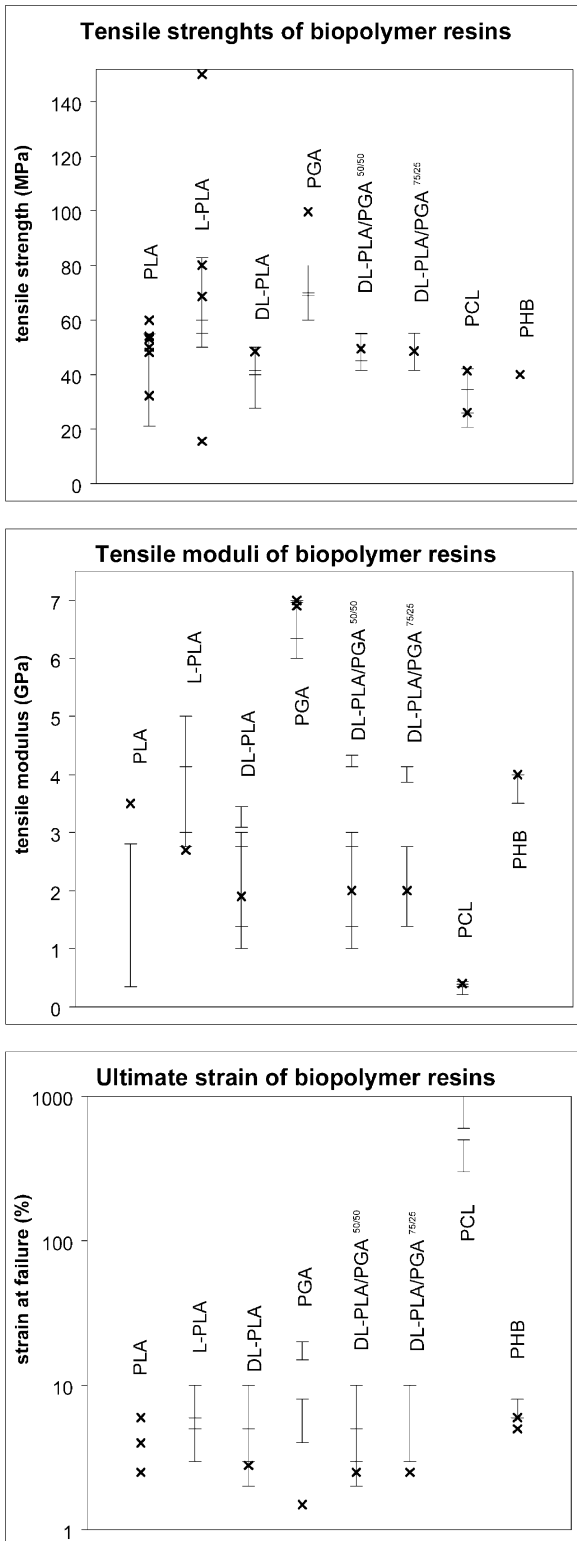 Tensile strenghts of biopolymer resins
tensile strength (MPa)
140
120
100
80
60
40
20
0
PLA
L-PLA
DL-PLA
PGA
DL-PLA/PGA 50/50
DL-PLA/PGA 75/25
PCL
PHB
Tensile moduli of biopolymer resins
tensile modulus (GPa)
7
6
5
4
3
2
1
0
PLA
L-PLA
DL-PLA
PGA
DL-PLA/PGA 50/50
DL-PLA/PGA 75/25
PCL
PHB
Ultimate strain of biopolymer resins
strain at failure (%)
1000
100
10
1
PLA
L-PLA
DL-PLA
PGA
DL-PLA/PGA 50/50
DL-PLA/PGA 75/25
PCL
PHB